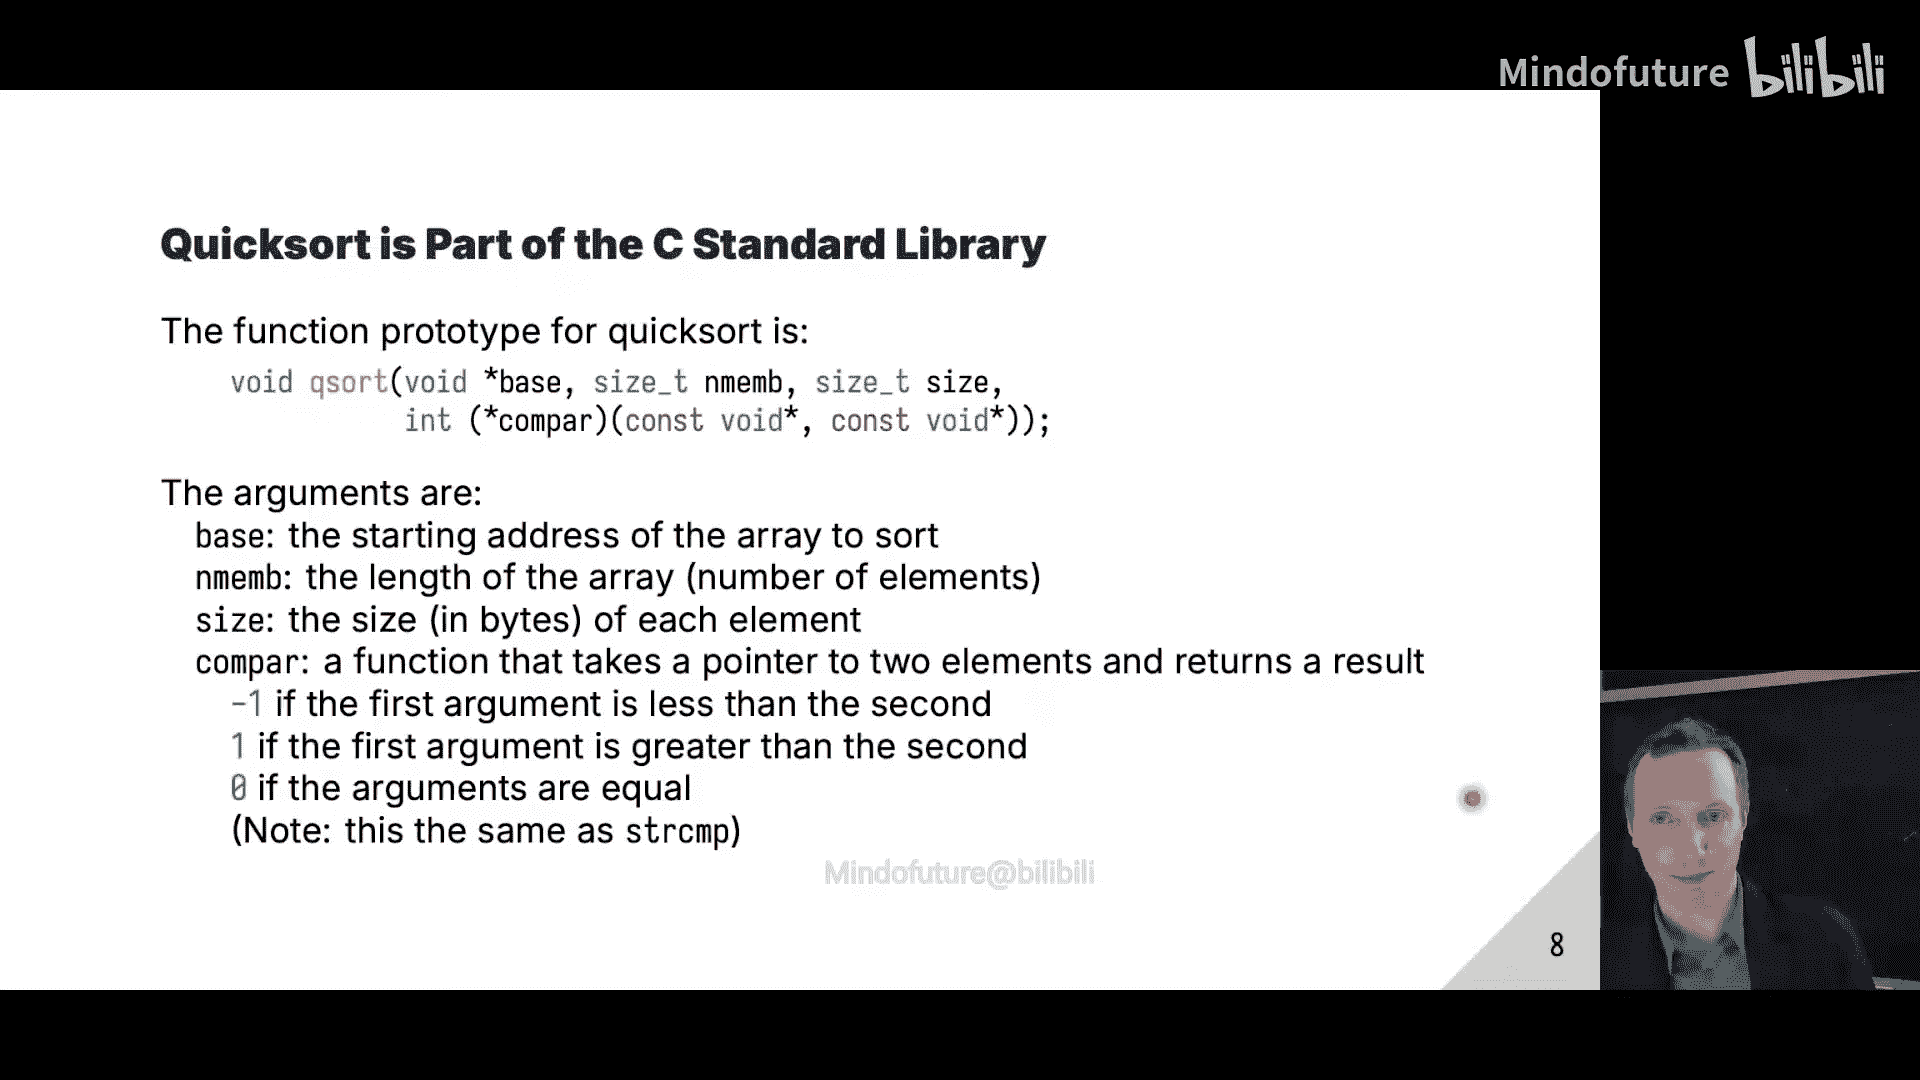 Mindofuture bilibili
Quicksort is Part of the C Standard Library
The function prototype for quicksort is:
void qsort(void *base, size_t nmemb, size_t size,
int (*compar)(const void*, const void*));
The arguments are:
base: the starting address of the array to sort
nmemb: the length of the array (number of elements)
size: the size (in bytes) of each element
compar: a function that takes a pointer to two elements and returns a result
-1 if the first argument is less than the second
1 if the first argument is greater than the second
0 if the arguments are equal
(Note: this the same as strcmp)
Mindofuture@bilibili
8